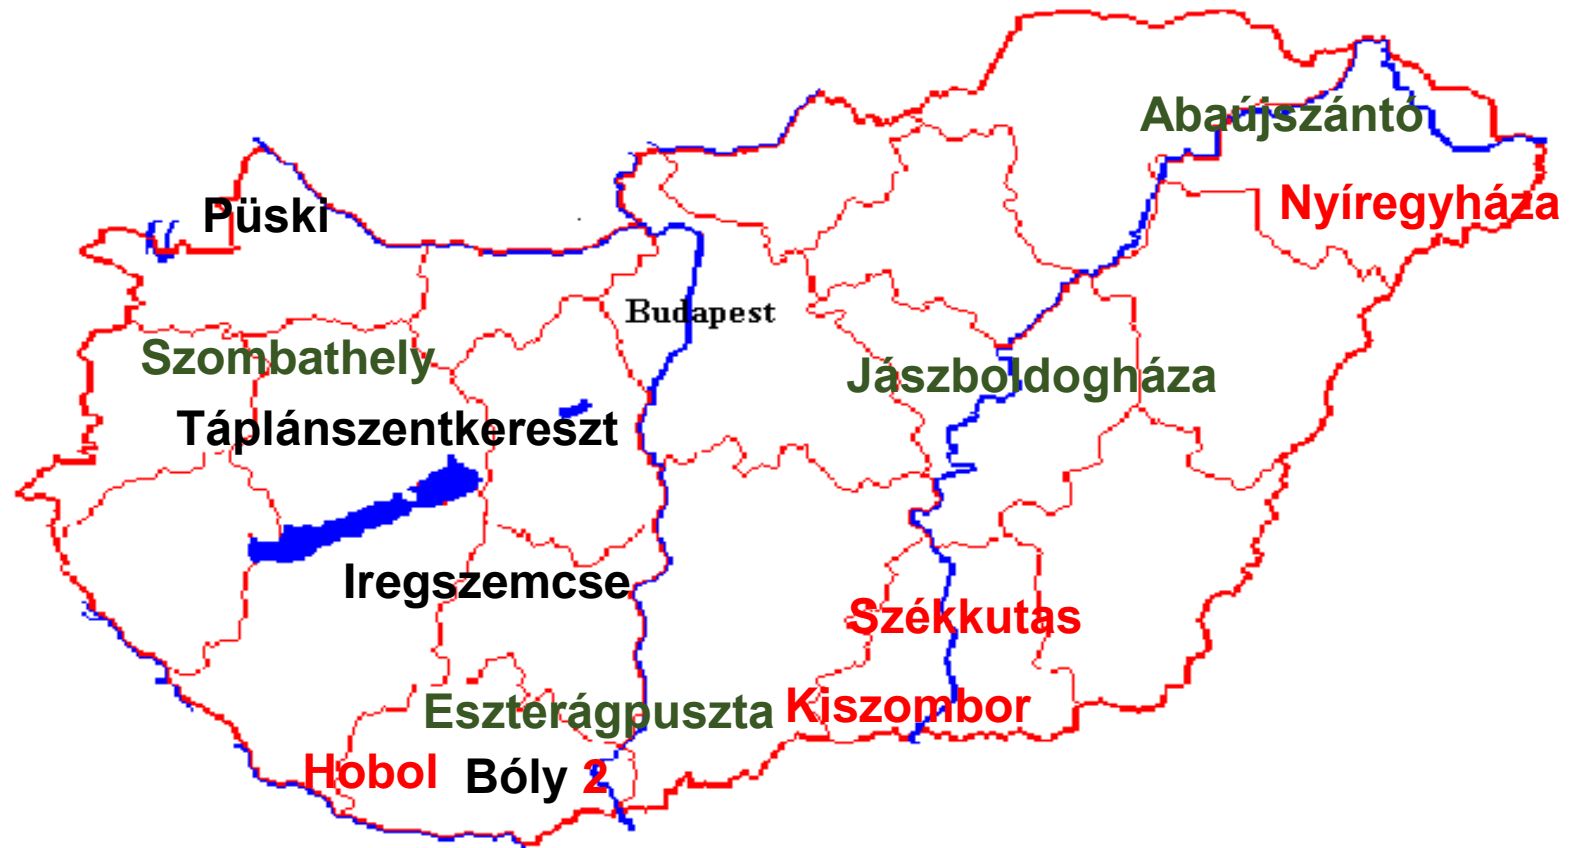 Abaújszántó
Nyíregyháza
Püski
Budapest
Szombathely
Jászboldogháza
Táplánszentkereszt
Iregszemcse
Székkutas
Eszterágpuszta
Kiszombor
Hobol
Bóly 2